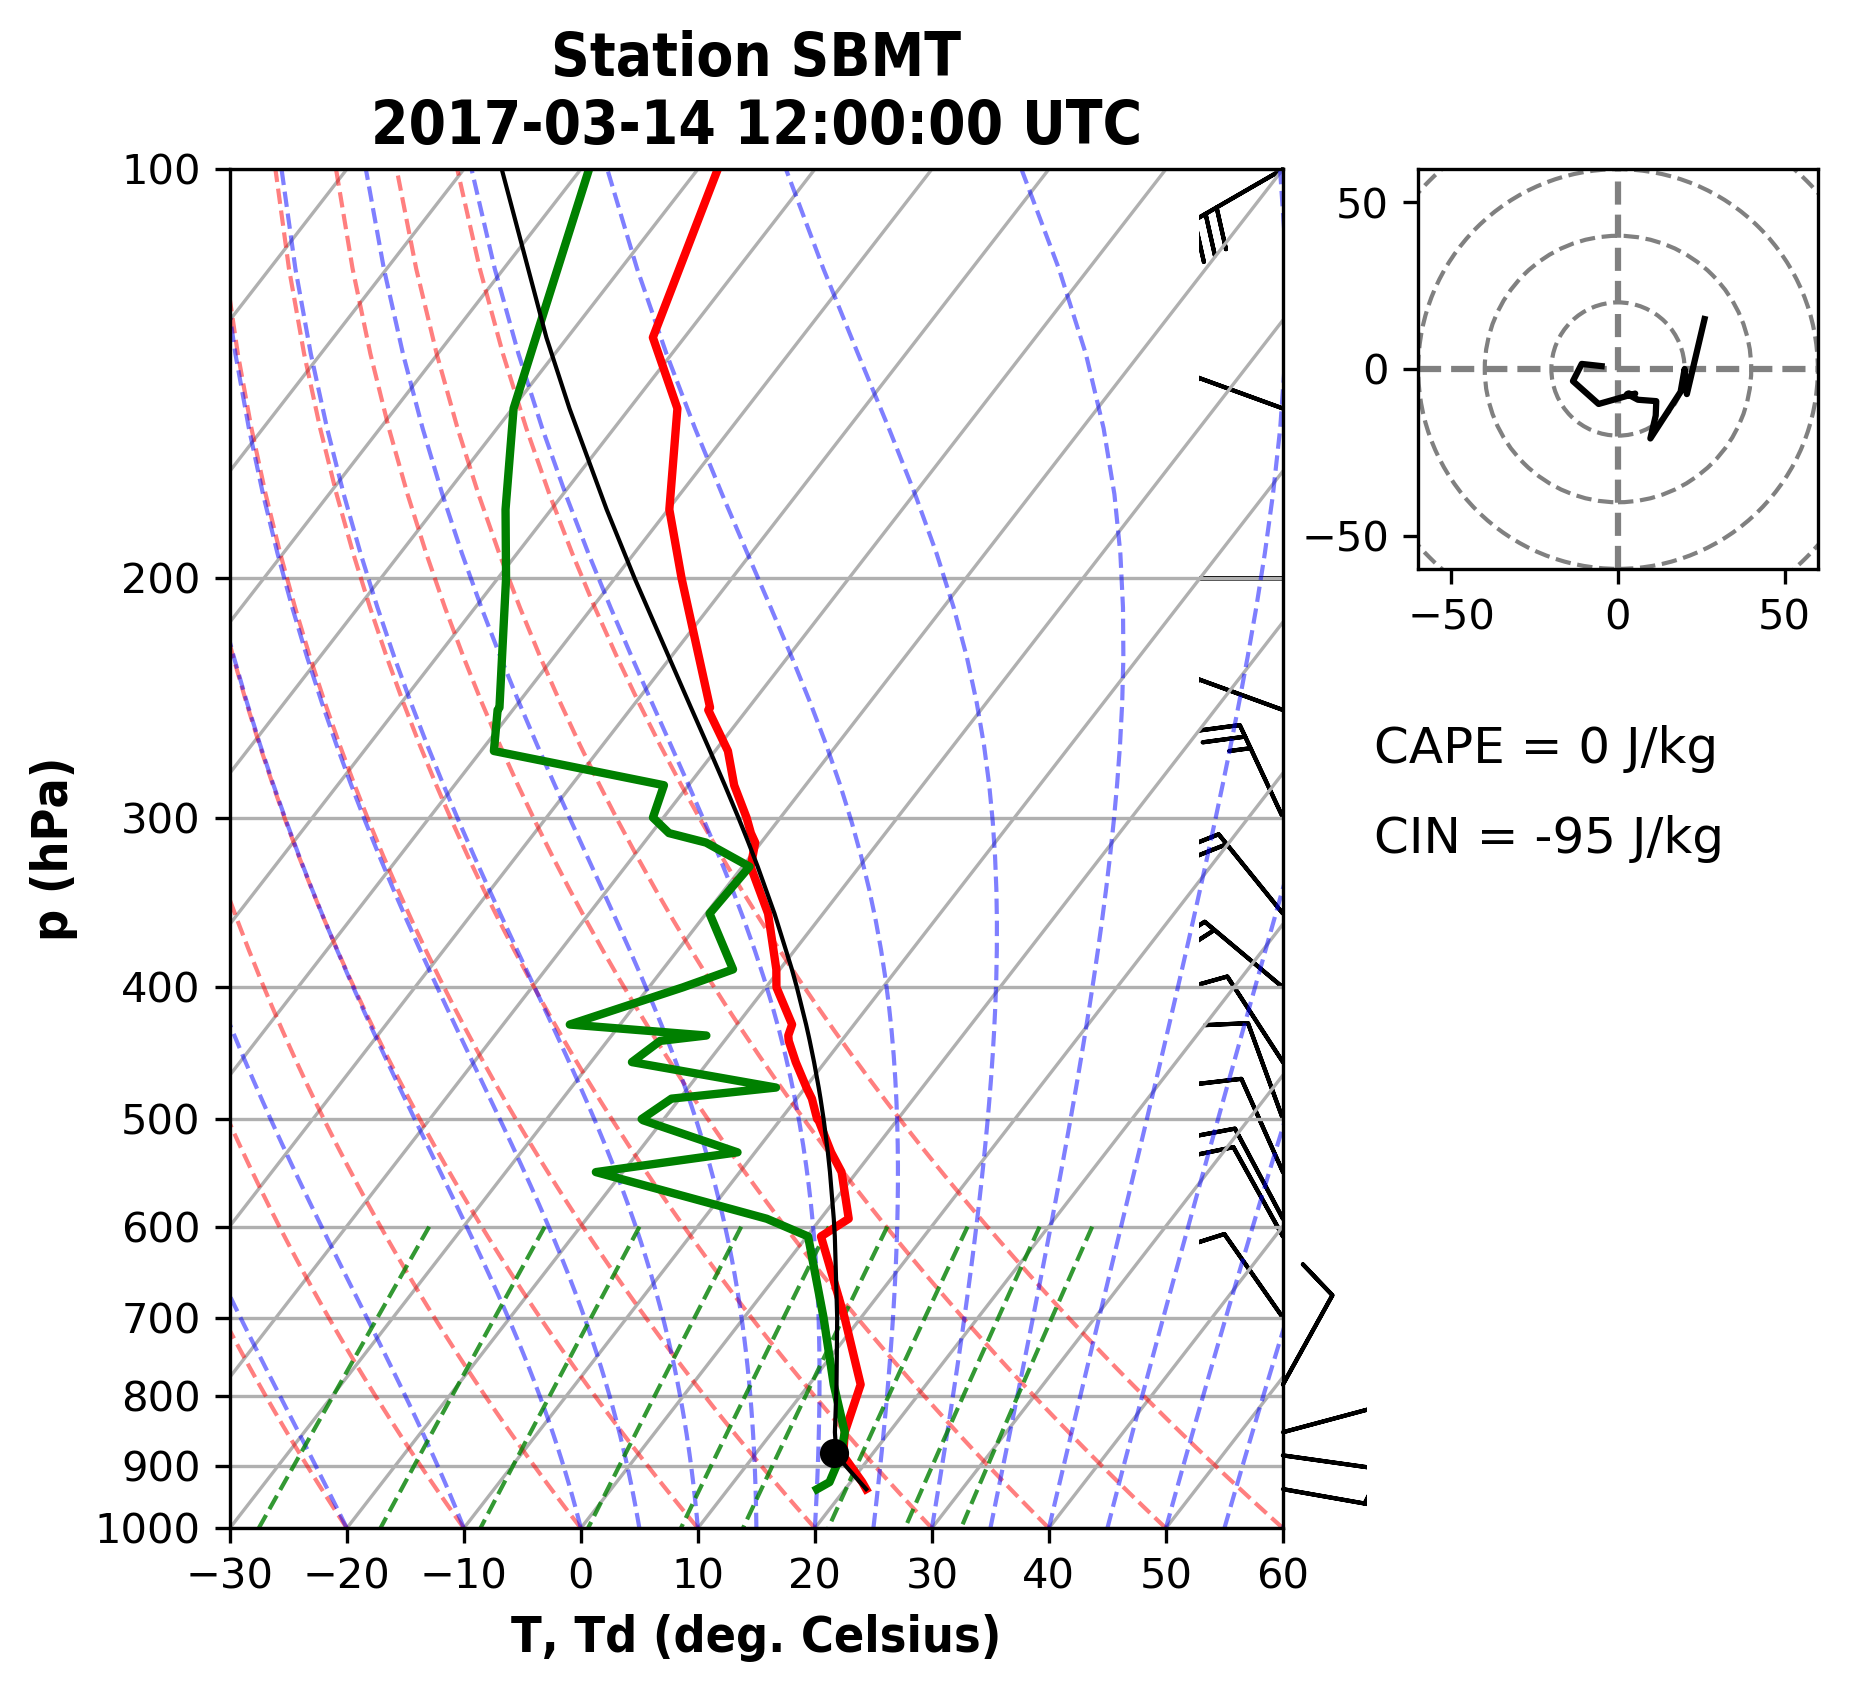 Station SBMT
2017-03-14 12:00:00 UTC
100
200
300
400
500
600
700
800
900
1000
p (hPa)
−30 −20 −10 0 10 20 30 40 50 60
T, Td (deg. Celsius)
50
0
−50
−50 0 50
CAPE = 0 J/kg
CIN = -95 J/kg